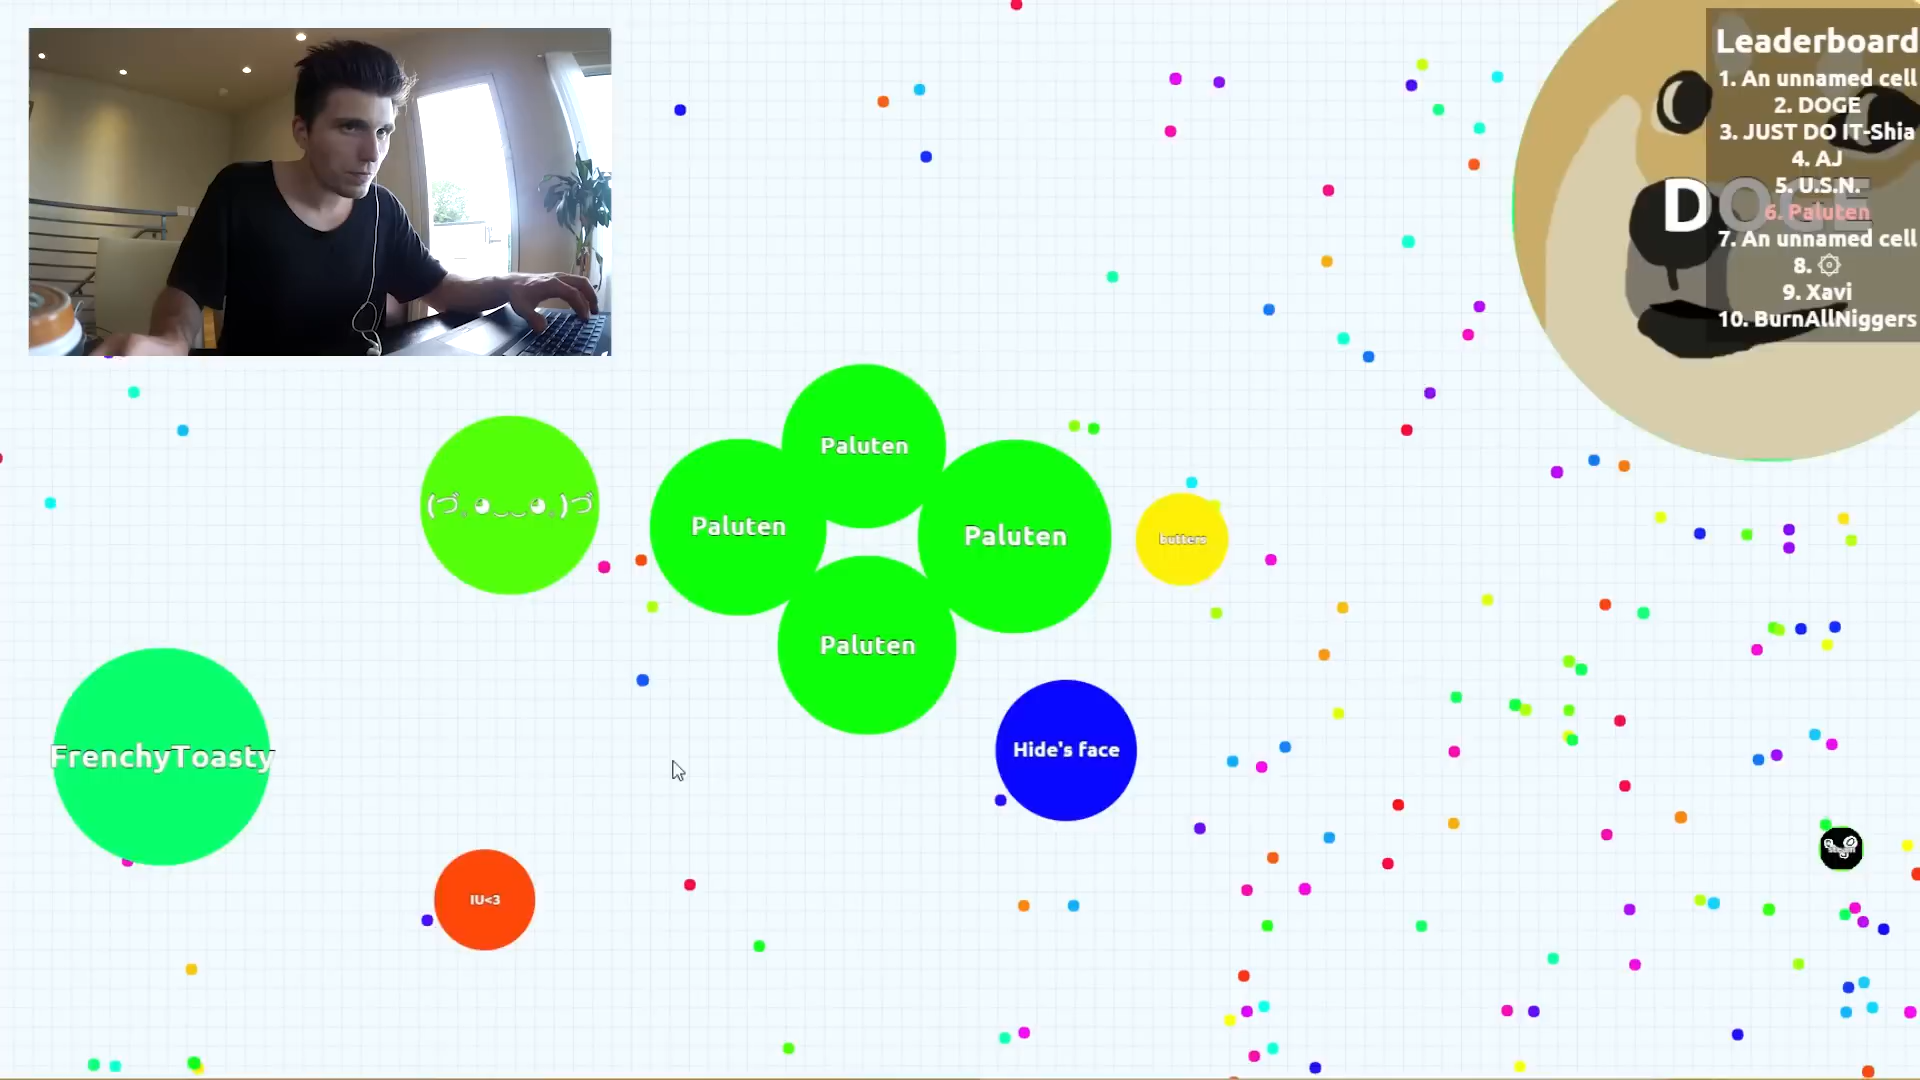 Leaderboard
1. An unnamed cell
2. DOGE
3. JUST DO IT-Shia
4. AJ
5. U.S.N.
6. Paluten
7. An unnamed cell
8. ۞
9. Xavi
10. BurnAllNiggers
DOGE
Paluten
(づ｡◕‿‿◕｡)づ
Paluten
Paluten
butters
Paluten
Hide's face
FrenchyToasty
IU<3